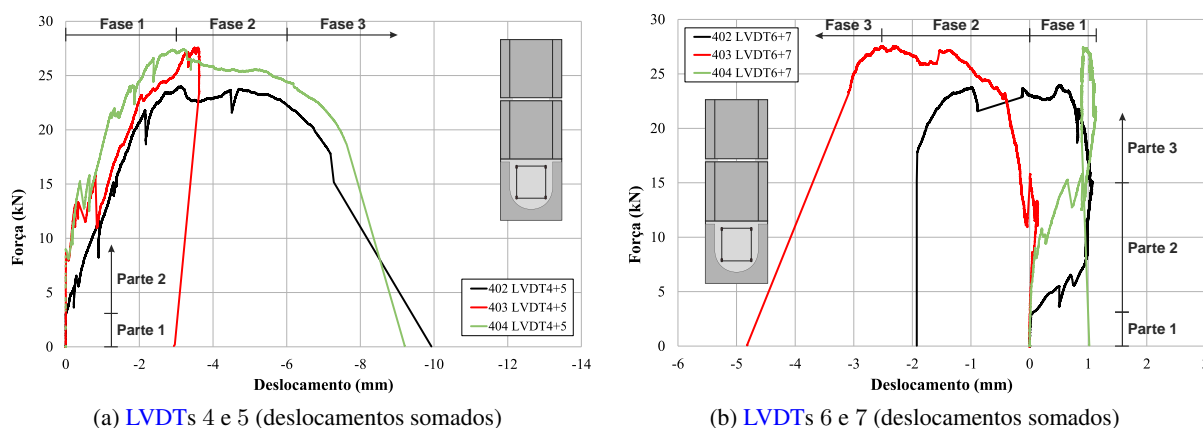 Fase 1
Fase 2
Fase 3
Força (kN)
30
25
20
15
10
5
0
Parte 2
Parte 1
402 LVDT4+5
403 LVDT4+5
404 LVDT4+5
0
-2
-4
-6
-8
-10
-12
-14
Deslocamento (mm)
(a) LVDTs 4 e 5 (deslocamentos somados)
Fase 3
Fase 2
Fase 1
402 LVDT6+7
403 LVDT6+7
404 LVDT6+7
Força (kN)
30
25
20
15
10
5
0
Parte 3
Parte 2
Parte 1
-6
-5
-4
-3
-2
-1
0
1
2
3
Deslocamento (mm)
(b) LVDTs 6 e 7 (deslocamentos somados)